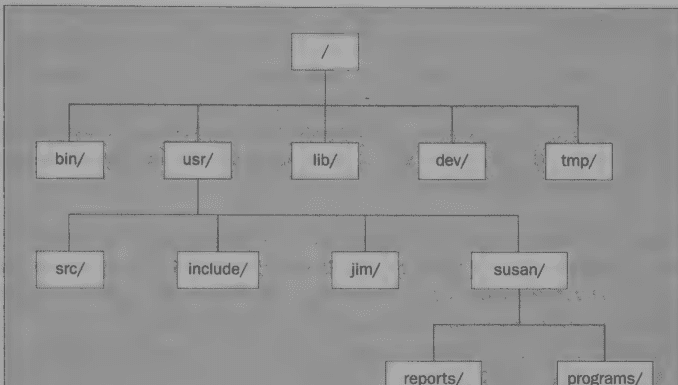 /
bin/ usr/ lib/ dev/ tmp/
src/ include/ jim/ susan/
reports/ programs/